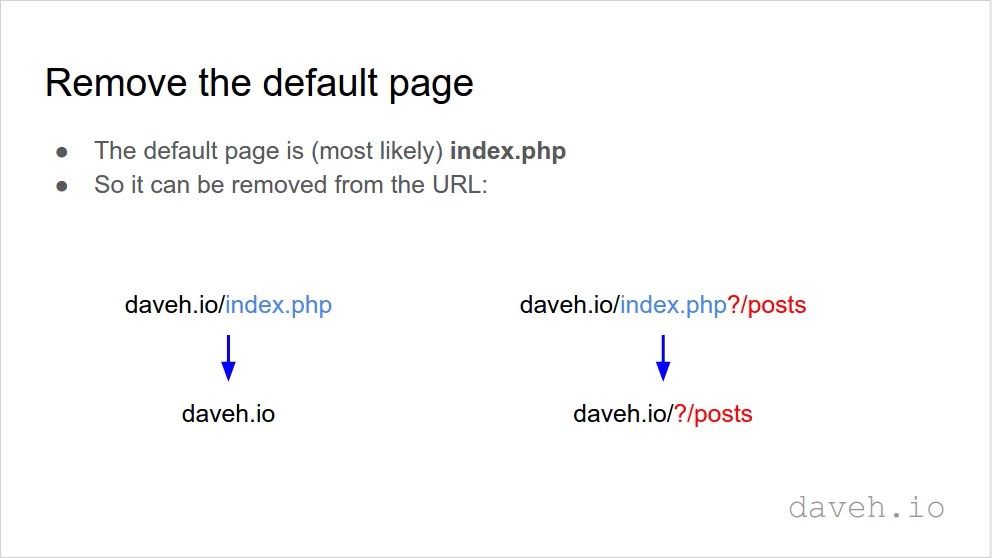 Remove the default page
● The default page is (most likely) index.php
● So it can be removed from the URL:
daveh.io/index.php
daveh.io
daveh.io/index.php?/posts
daveh.io/?/posts
daveh.io